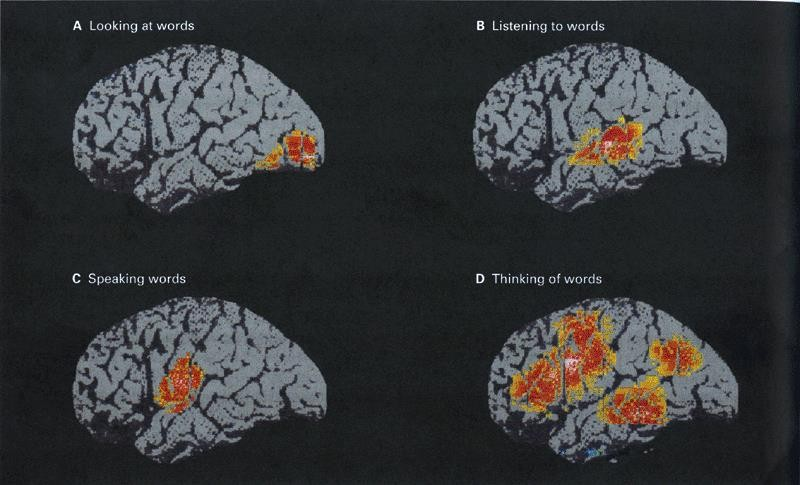 A Looking at words
B Listening to words
C Speaking words
D Thinking of words